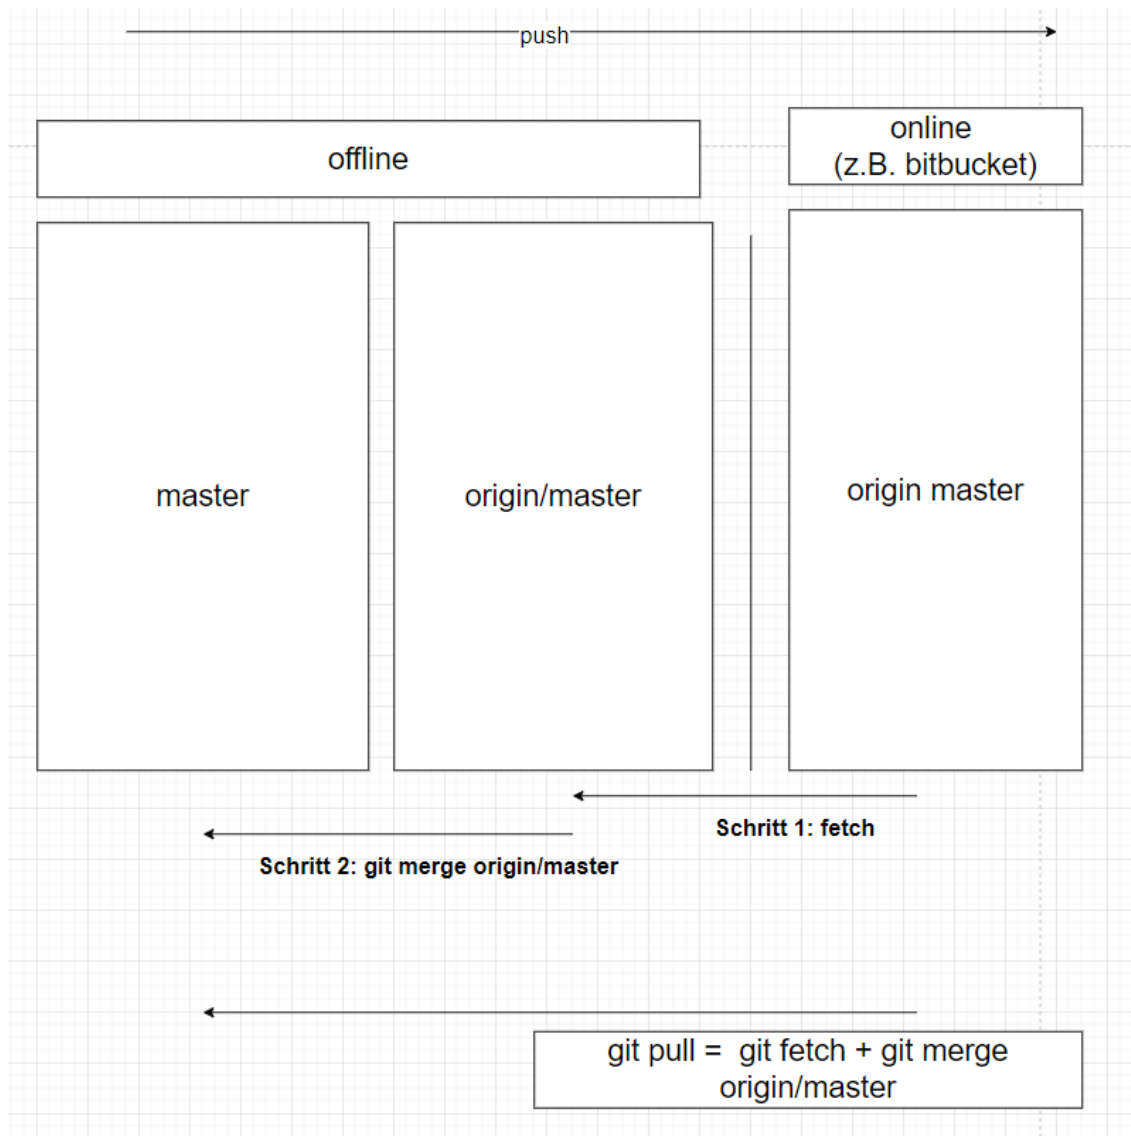 push
offline
online
(z.B. bitbucket)
master
origin/master
origin master
Schritt 1: fetch
Schritt 2: git merge origin/master
git pull =  git fetch + git merge
origin/master